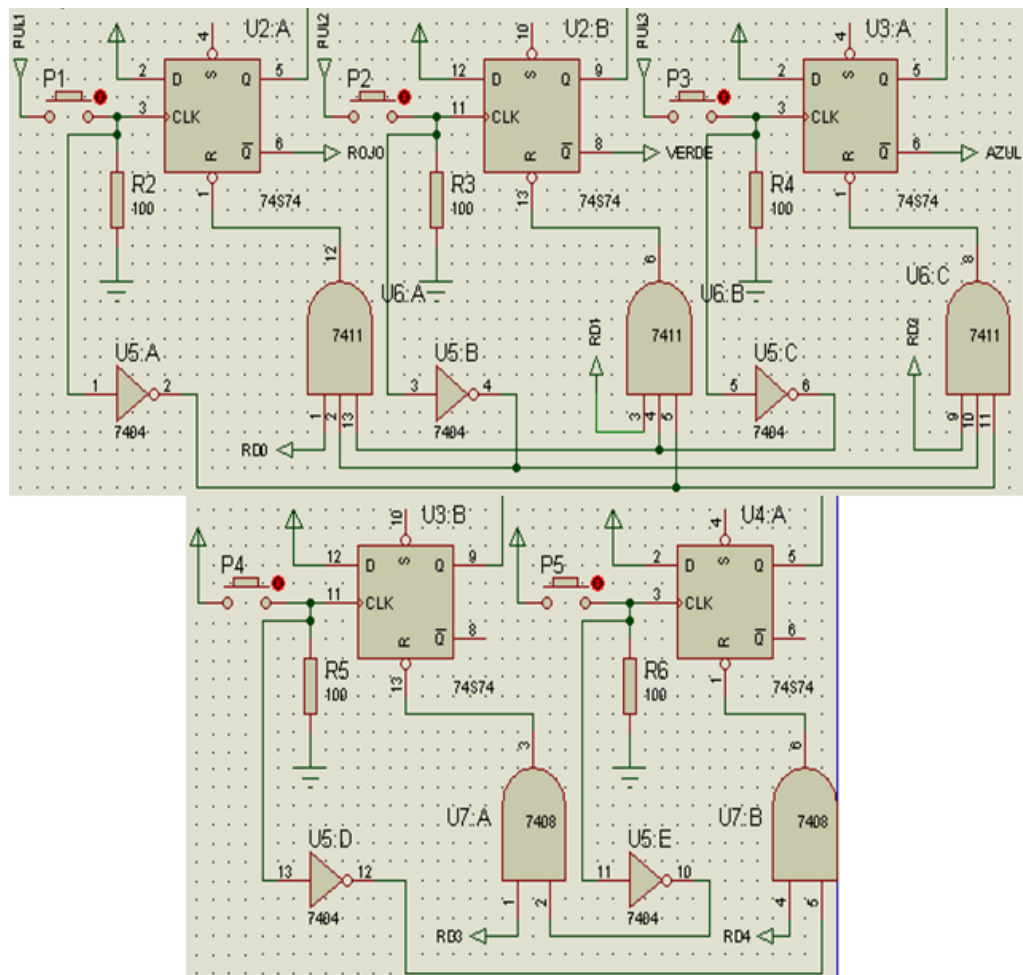 PUL1
U2:A
PUL2
U2:B
PUL3
U3:A
4
10
4
P1
2
D
S
Q
5
P2
12
D
S
Q
9
P3
2
D
S
Q
5
3
CLK
11
CLK
3
CLK
R
Q
6
ROJO
R
Q
8
VERDE
R
Q
6
AZUL
R2
100
1
74S74
R3
100
13
74S74
R4
100
1
74S74
12
U6:A
7411
6
U6:B
7411
8
U6:C
7411
RD1
RD2
U5:A
1
2
7404
U5:B
3
4
7404
U5:C
5
6
7404
1
2
13
3
4
5
9
10
11
RD0
U3:B
U4:A
10
4
P4
12
D
S
Q
9
P5
2
D
S
Q
5
11
CLK
3
CLK
R
Q
8
R
Q
6
R5
100
13
74S74
R6
100
1
74S74
3
6
U7:A
7408
U7:B
7408
U5:D
13
12
7404
U5:E
11
10
7404
1
2
4
5
RD3
RD4